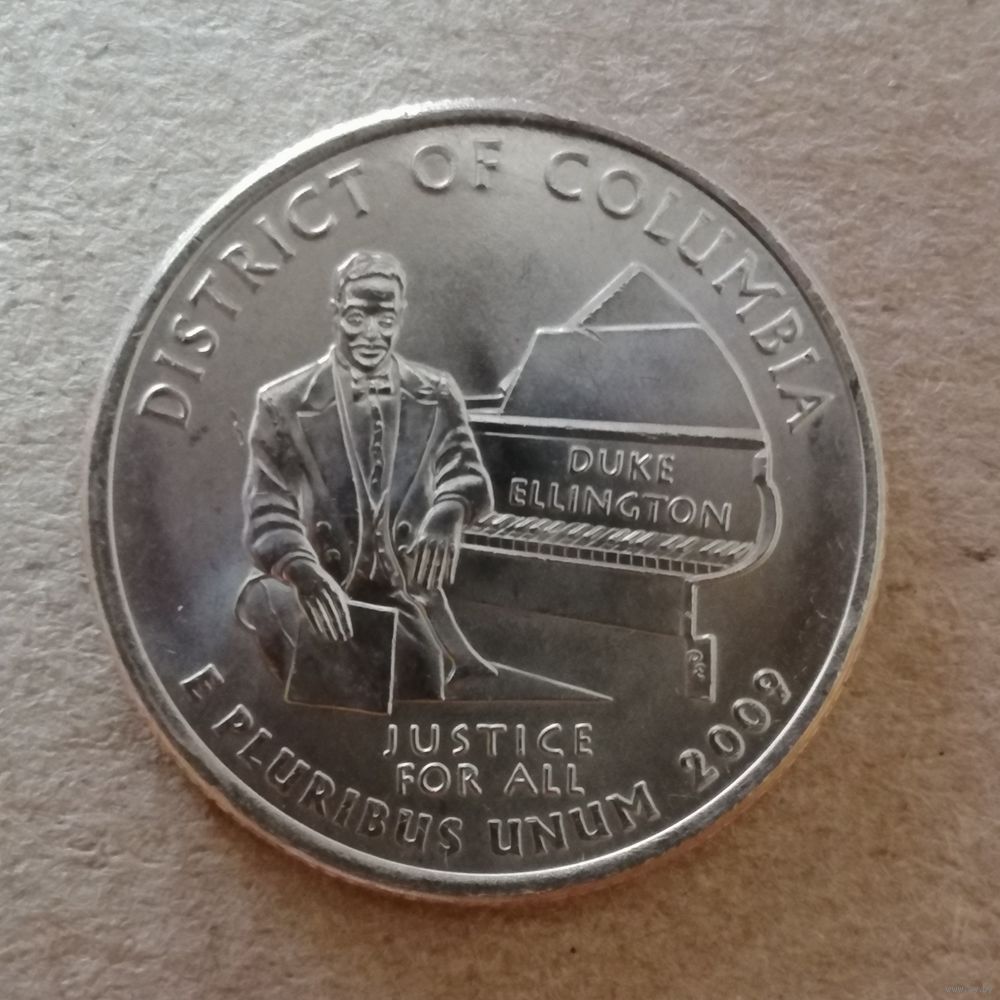 DISTRICT OF COLUMBIA
DUKE
ELLINGTON
JUSTICE
FOR ALL
E PLURIBUS UNUM 2009